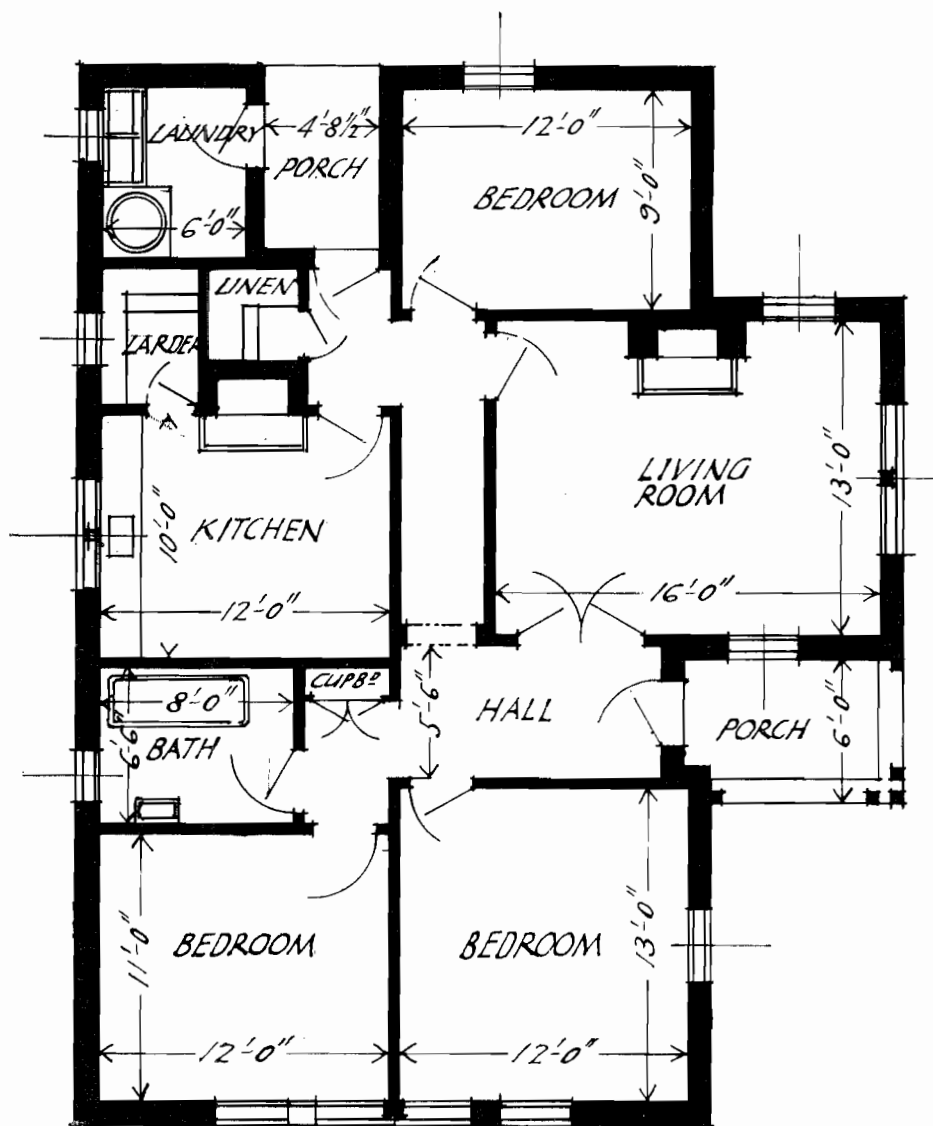 LAUNDRY
4'-8½"
PORCH
6'-0"
12'-0"
BEDROOM
9'-0"
LINEN
LARDER
LIVING
ROOM
13'-0"
16'-0"
KITCHEN
10'-0"
12'-0"
CUPBD
8'-0"
BATH
6'-6"
5'-6"
HALL
PORCH
6'-0"
BEDROOM
11'-0"
12'-0"
BEDROOM
13'-0"
12'-0"